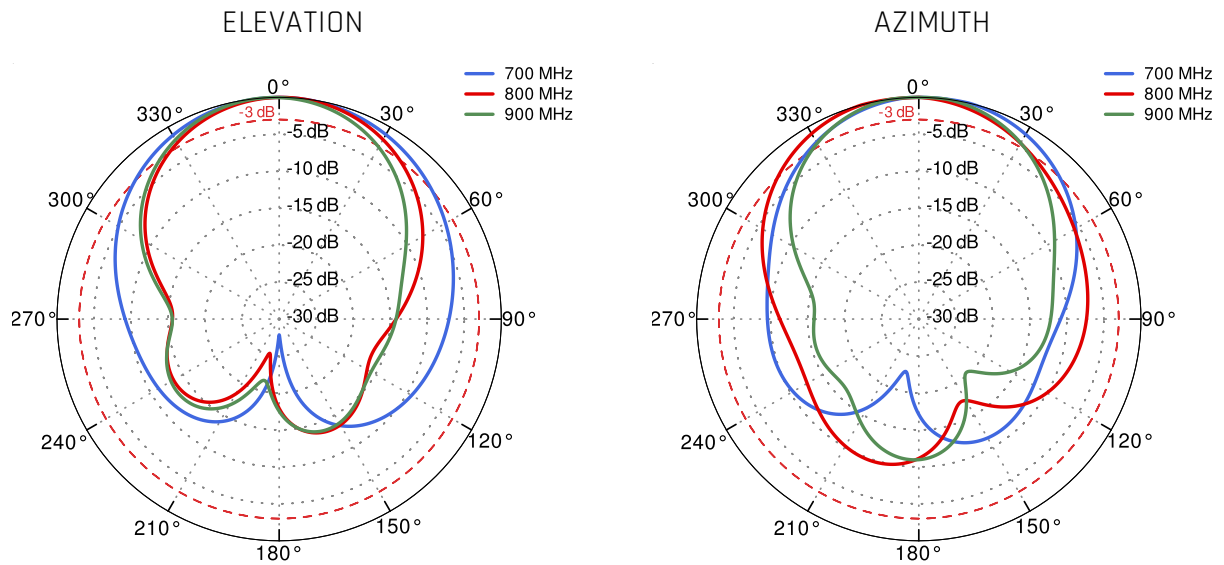 ELEVATION
700 MHz
800 MHz
900 MHz
0°
30°
60°
90°
120°
150°
180°
210°
240°
270°
300°
330°
-3 dB
-5 dB
-10 dB
-15 dB
-20 dB
-25 dB
-30 dB
AZIMUTH
700 MHz
800 MHz
900 MHz
0°
30°
60°
90°
120°
150°
180°
210°
240°
270°
300°
330°
-3 dB
-5 dB
-10 dB
-15 dB
-20 dB
-25 dB
-30 dB